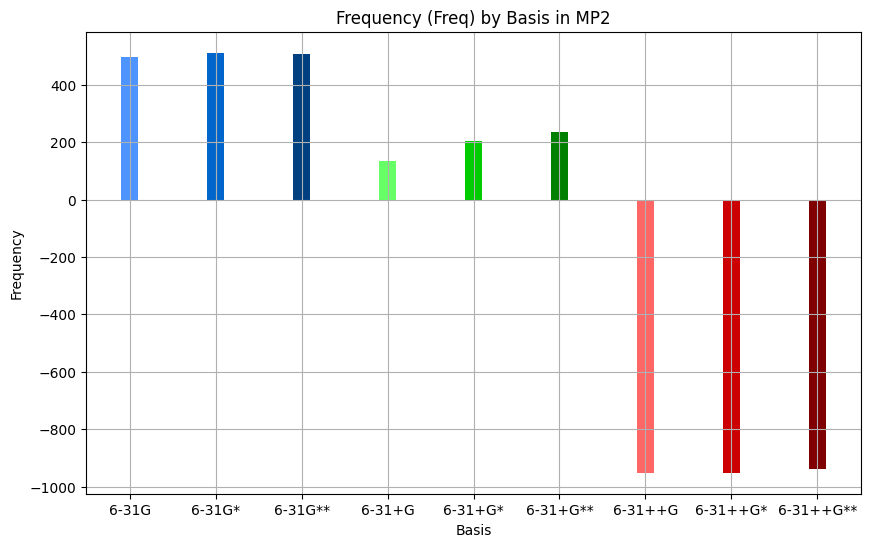 Frequency (Freq) by Basis in MP2
400
200
0
−200
−400
−600
−800
−1000
Frequency
6-31G 6-31G* 6-31G** 6-31+G 6-31+G* 6-31+G** 6-31++G 6-31++G* 6-31++G**
Basis